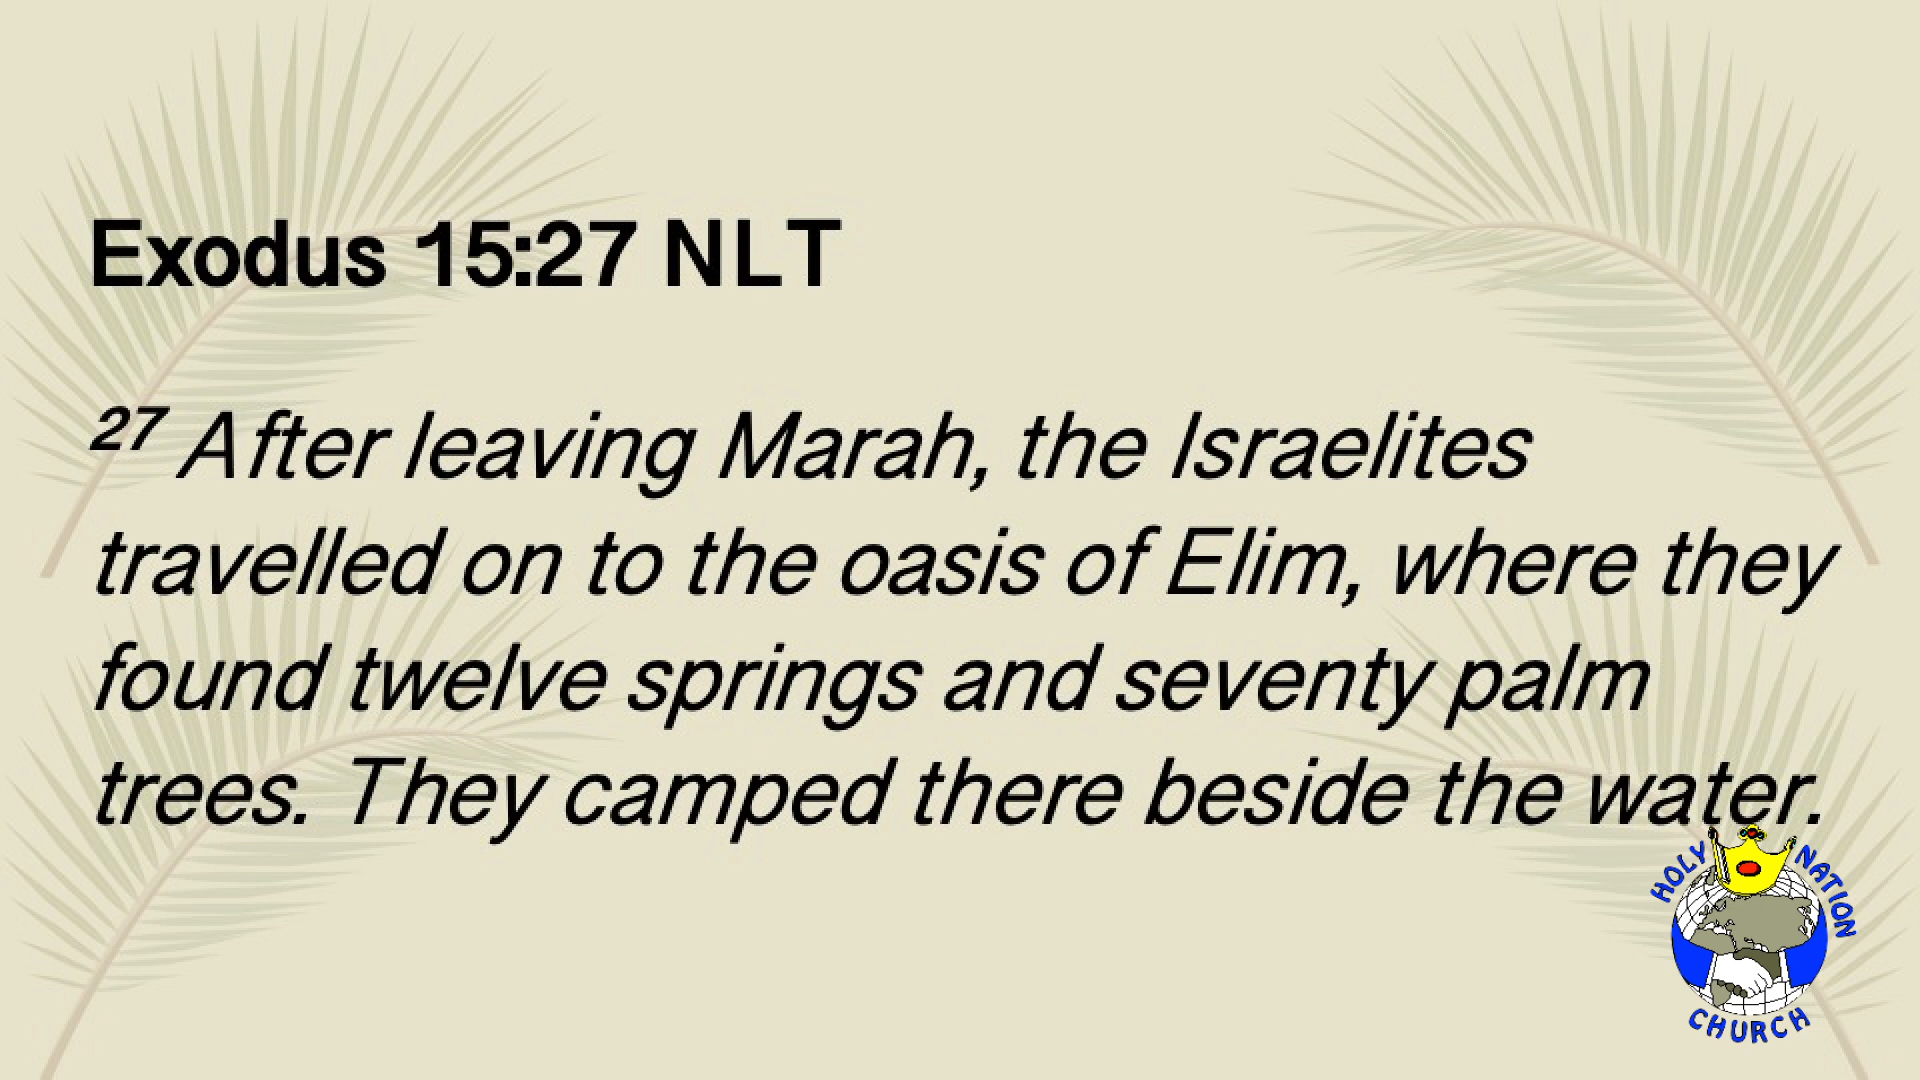 Exodus 15:27 NLT
27 After leaving Marah, the Israelites
travelled on to the oasis of Elim, where they
found twelve springs and seventy palm
trees. They camped there beside the water.
HOLY NATION
CHURCH